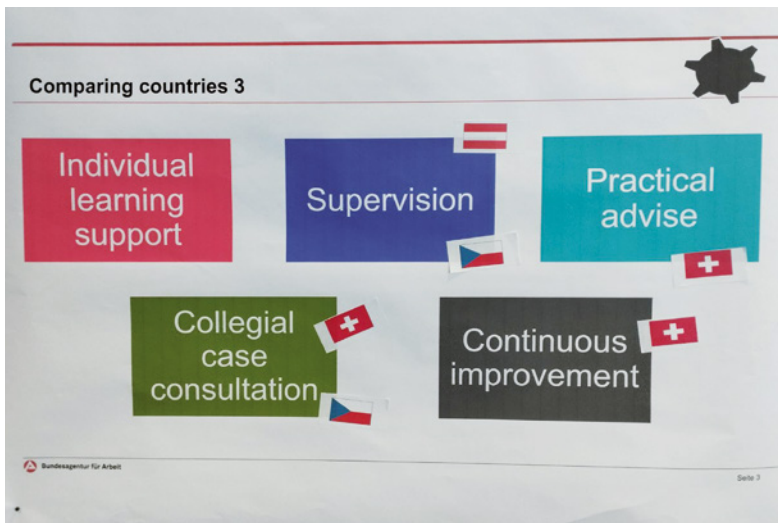 Comparing countries 3
Individual
learning
support
Supervision
Practical
advise
Collegial
case
consultation
Continuous
improvement
Bundesagentur für Arbeit
Seite 3